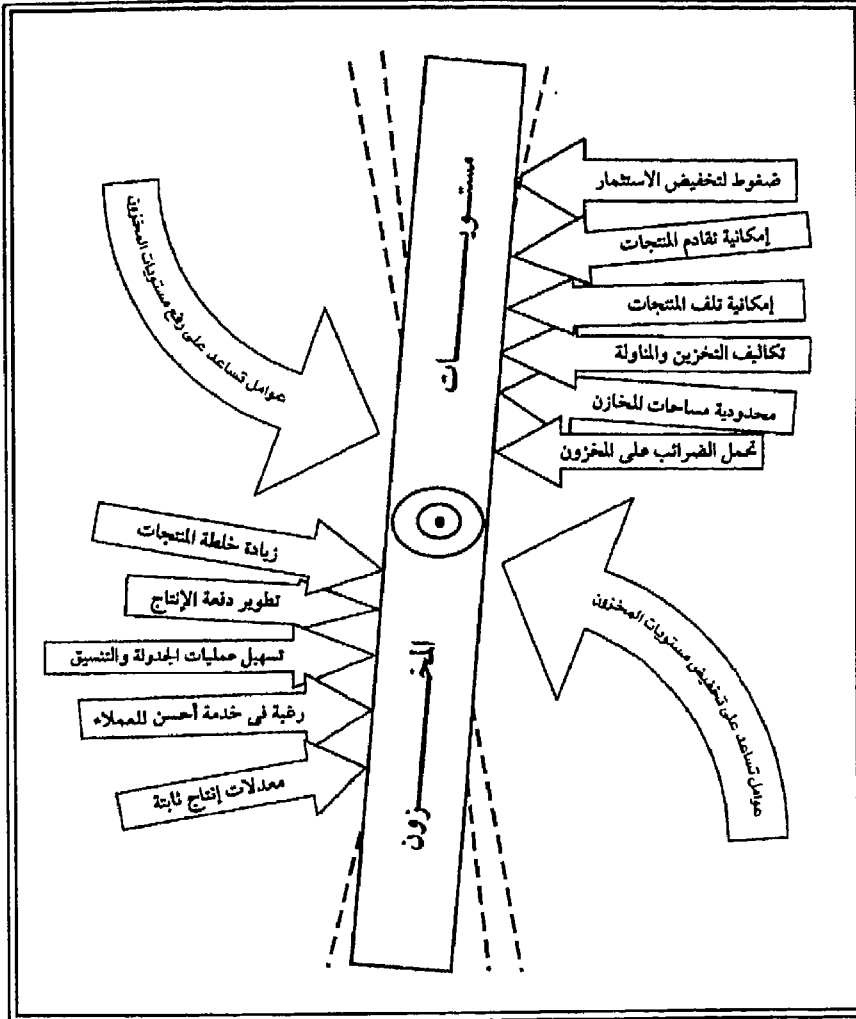 مستويـــات
المخـــزون
ضغوط لتخفيض الاستثمار
إمكانية تقادم المنتجات
إمكانية تلف المنتجات
تكاليف التخزين والمناولة
محدودية مساحات المخازن
تحمل الضرائب على المخزون
عوامل تساعد على تخفيض مستويات المخزون
عوامل تساعد على رفع مستويات المخزون
زيادة خلطة المنتجات
تطوير دفعة الإنتاج
تسهيل عمليات الجدولة والتنسيق
رغبة فى خدمة أحسن للعملاء
معدلات إنتاج ثابتة